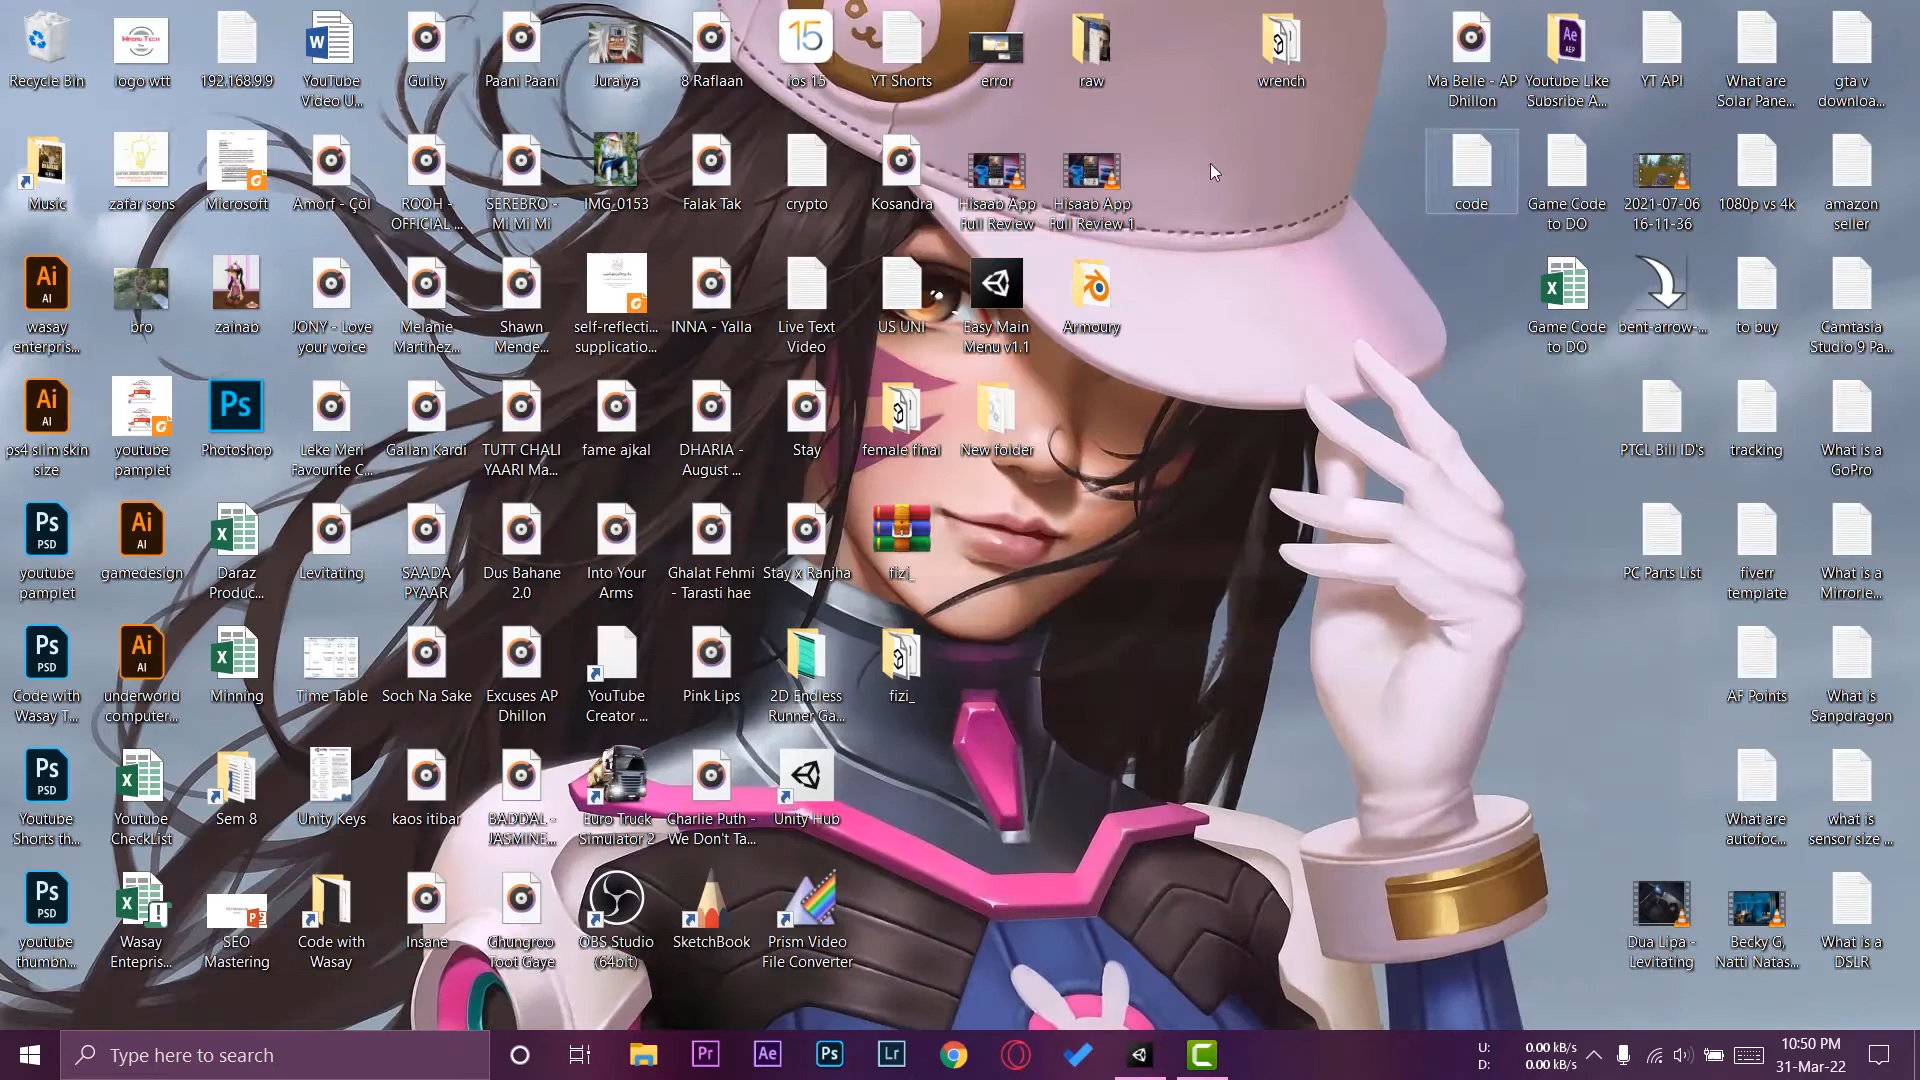 Recycle Bin
logo wtt
192.168.9.9
YouTube
Video U...
Guilty
Paani Paani
Juraiya
8 Raflaan
15
ios 15
YT Shorts
error
raw
wrench
Ma Belle - AP
Dhillon
Youtube Like
Subsribe A...
YT API
What are
Solar Pane...
gta v
downloa...
Music
zafar sons
Microsoft
Amorf - Çöl
ROOH -
OFFICIAL ...
SEREBRO -
Mi Mi Mi
IMG_0153
Falak Tak
crypto
Kosandra
Hisaab App
Full Review
Hisaab App
Full Review 1
code
Game Code
to DO
2021-07-06
16-11-36
1080p vs 4k
amazon
seller
wasay
enterpris...
bro
zainab
JONY - Love
your voice
Melanie
Martinez...
Shawn
Mende...
self-reflecti...
supplicatio...
INNA - Yalla
Live Text
Video
US UNI
Easy Main
Menu v1.1
Armoury
Game Code
to DO
bent-arrow-...
to buy
Camtasia
Studio 9 Pa...
ps4 slim skin
size
youtube
pamplet
Photoshop
Leke Meri
Favourite C...
Gallan Kardi
TUTT CHALI
YAARI Ma...
fame ajkal
DHARIA -
August ...
Stay
female final
New folder
PTCL Bill ID's
tracking
What is a
GoPro
youtube
pamplet
gamedesign
Daraz
Produc...
Levitating
SAADA
PYAAR
Dus Bahane
2.0
Into Your
Arms
Ghalat Fehmi
- Tarasti hae
Stay x Ranjha
fizi_
PC Parts List
fiverr
template
What is a
Mirrorle...
Code with
Wasay T...
underworld
computer...
Minning
Time Table
Soch Na Sake
Excuses AP
Dhillon
YouTube
Creator ...
Pink Lips
2D Endless
Runner Ga...
fizi_
AF Points
What is
Sanpdragon
Youtube
Shorts th...
Youtube
CheckList
Sem 8
Unity Keys
kaos itibar
BADDAL -
JASMINE...
Euro Truck
Simulator 2
Charlie Puth -
We Don't Ta...
Unity Hub
What are
autofoc...
what is
sensor size ...
youtube
thumbn...
Wasay
Entepris...
SEO
Mastering
Code with
Wasay
Insane
Ghungroo
Toot Gaye
OBS Studio
(64bit)
SketchBook
Prism Video
File Converter
Dua Lipa -
Levitating
Becky G,
Natti Natas...
What is a
DSLR
Type here to search
Pr
Ae
Ps
Lr
U: 0.00 kB/s
D: 0.00 kB/s
10:50 PM
31-Mar-22